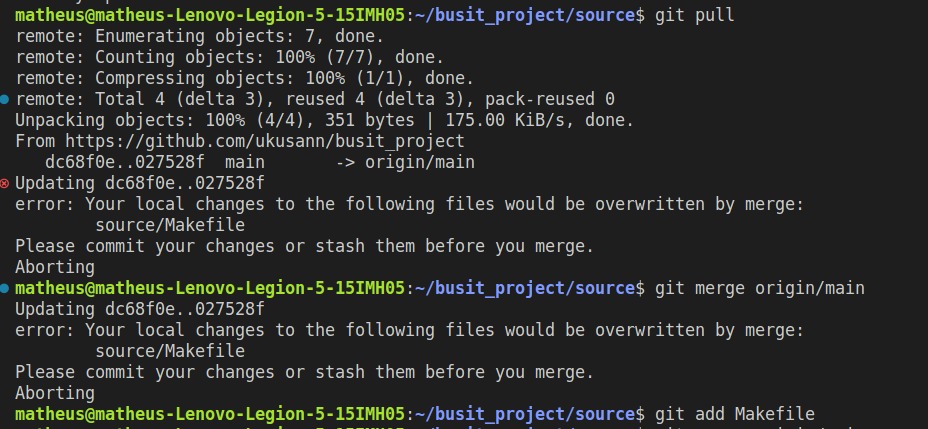 matheus@matheus-Lenovo-Legion-5-15IMH05:~/busit_project/source$ git pull
remote: Enumerating objects: 7, done.
remote: Counting objects: 100% (7/7), done.
remote: Compressing objects: 100% (1/1), done.
remote: Total 4 (delta 3), reused 4 (delta 3), pack-reused 0
Unpacking objects: 100% (4/4), 351 bytes | 175.00 KiB/s, done.
From https://github.com/ukusann/busit_project
   dc68f0e..027528f  main       -> origin/main
Updating dc68f0e..027528f
error: Your local changes to the following files would be overwritten by merge:
        source/Makefile
Please commit your changes or stash them before you merge.
Aborting
matheus@matheus-Lenovo-Legion-5-15IMH05:~/busit_project/source$ git merge origin/main
Updating dc68f0e..027528f
error: Your local changes to the following files would be overwritten by merge:
        source/Makefile
Please commit your changes or stash them before you merge.
Aborting
matheus@matheus-Lenovo-Legion-5-15IMH05:~/busit_project/source$ git add Makefile